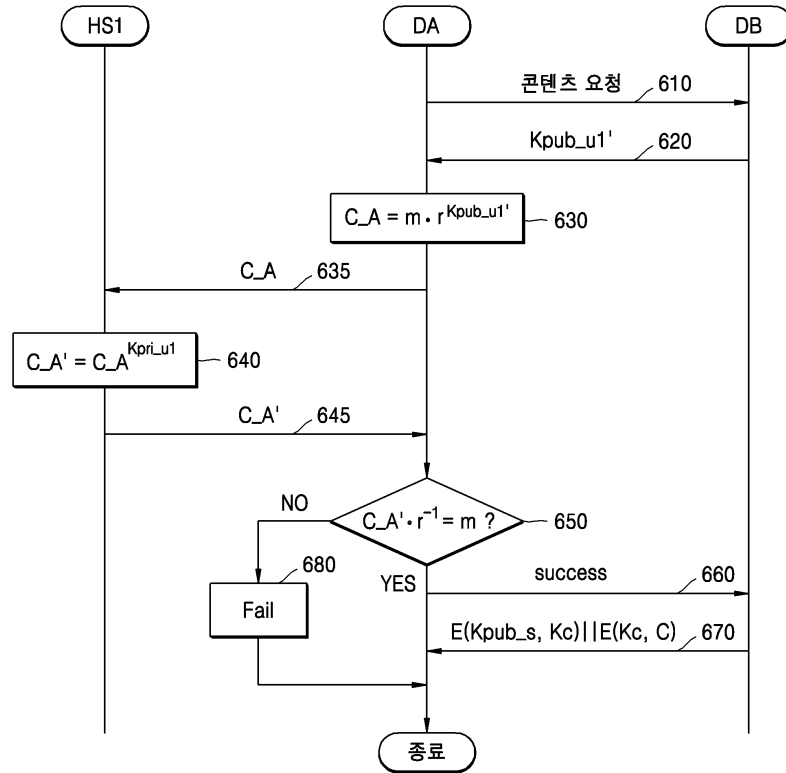 HS1
DA
DB
콘텐츠 요청
610
Kpub_u1'
620
C_A = m · r^Kpub_u1'
630
C_A
635
C_A' = C_A^Kpri_u1
640
C_A'
645
C_A' · r^-1 = m ?
650
NO
YES
680
Fail
success
660
E(Kpub_s, Kc)||E(Kc, C)
670
종료